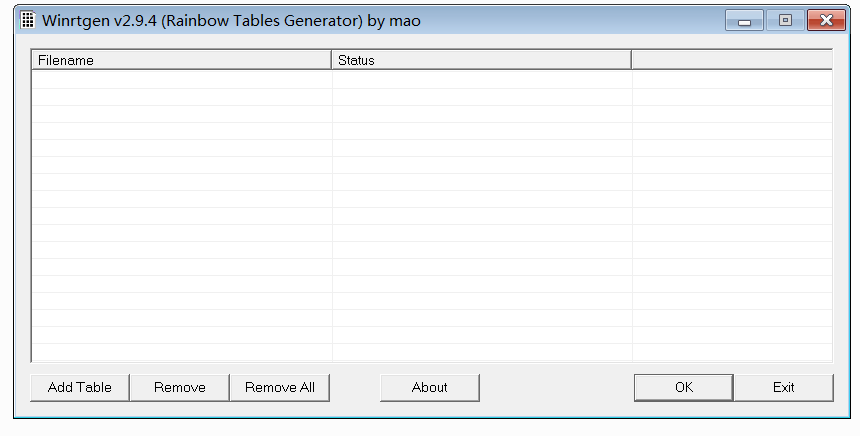 Winrtgen v2.9.4 (Rainbow Tables Generator) by mao
Filename Status
Add Table Remove Remove All About OK Exit